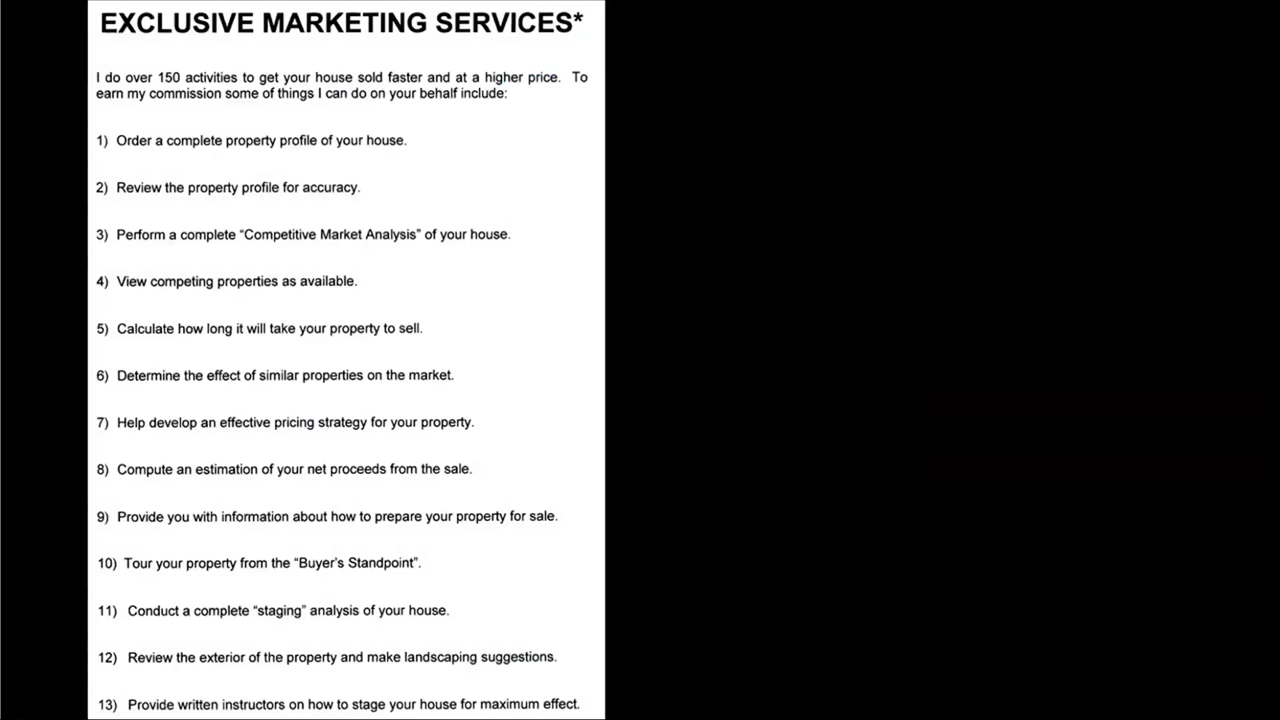 EXCLUSIVE MARKETING SERVICES*
I do over 150 activities to get your house sold faster and at a higher price. To
earn my commission some of things I can do on your behalf include:
1) Order a complete property profile of your house.
2) Review the property profile for accuracy.
3) Perform a complete “Competitive Market Analysis” of your house.
4) View competing properties as available.
5) Calculate how long it will take your property to sell.
6) Determine the effect of similar properties on the market.
7) Help develop an effective pricing strategy for your property.
8) Compute an estimation of your net proceeds from the sale.
9) Provide you with information about how to prepare your property for sale.
10) Tour your property from the “Buyer’s Standpoint”.
11) Conduct a complete “staging” analysis of your house.
12) Review the exterior of the property and make landscaping suggestions.
13) Provide written instructors on how to stage your house for maximum effect.